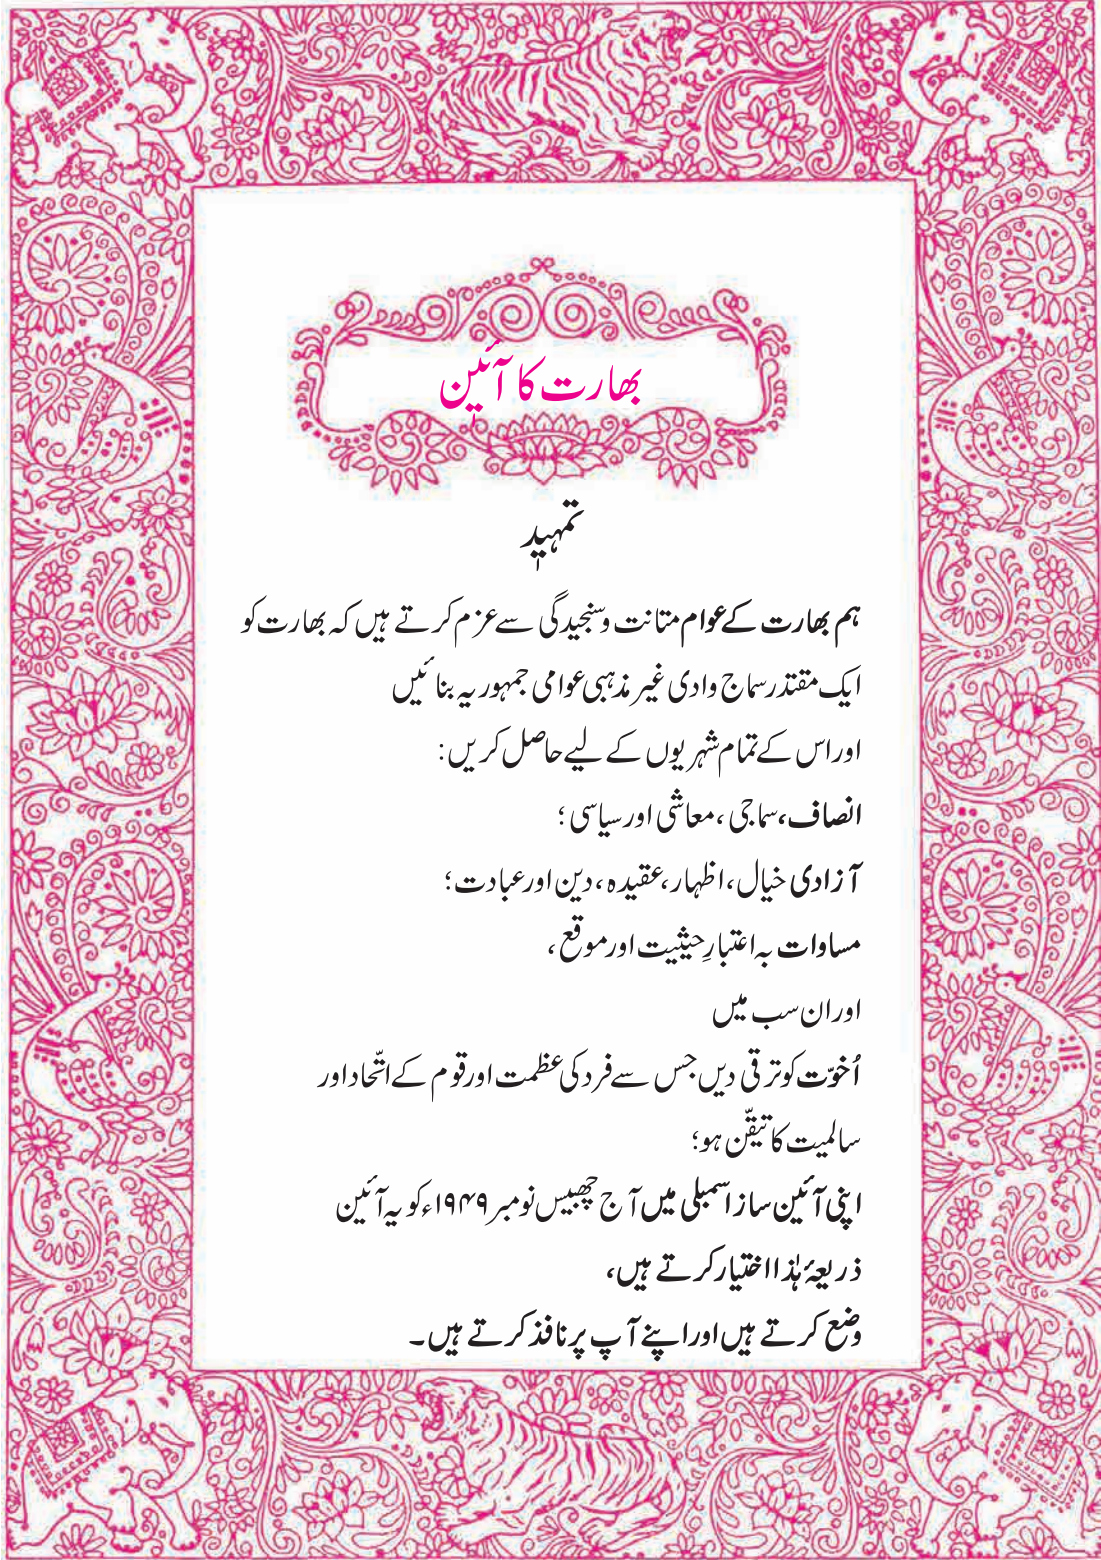 بھارت کا آئین
تمہید
ہم بھارت کے عوام متانت و سنجیدگی سے عزم کرتے ہیں کہ بھارت کو
ایک مقتدر سماج وادی غیر مذہبی عوامی جمہوریہ بنائیں
اور اس کے تمام شہریوں کے لیے حاصل کریں:
انصاف، سماجی، معاشی اور سیاسی؛
آزادی خیال، اظہار، عقیدہ، دین اور عبادت؛
مساوات بہ اعتبارِ حیثیت اور موقع،
اور ان سب میں
اُخوّت کو ترقی دیں جس سے فرد کی عظمت اور قوم کے اتّحاد اور
سالمیت کا تیقّن ہو؛
اپنی آئین ساز اسمبلی میں آج چھبیس نومبر ۱۹۴۹ء کو یہ آئین
ذریعۂ ہٰذا اختیار کرتے ہیں،
وضع کرتے ہیں اور اپنے آپ پر نافذ کرتے ہیں۔